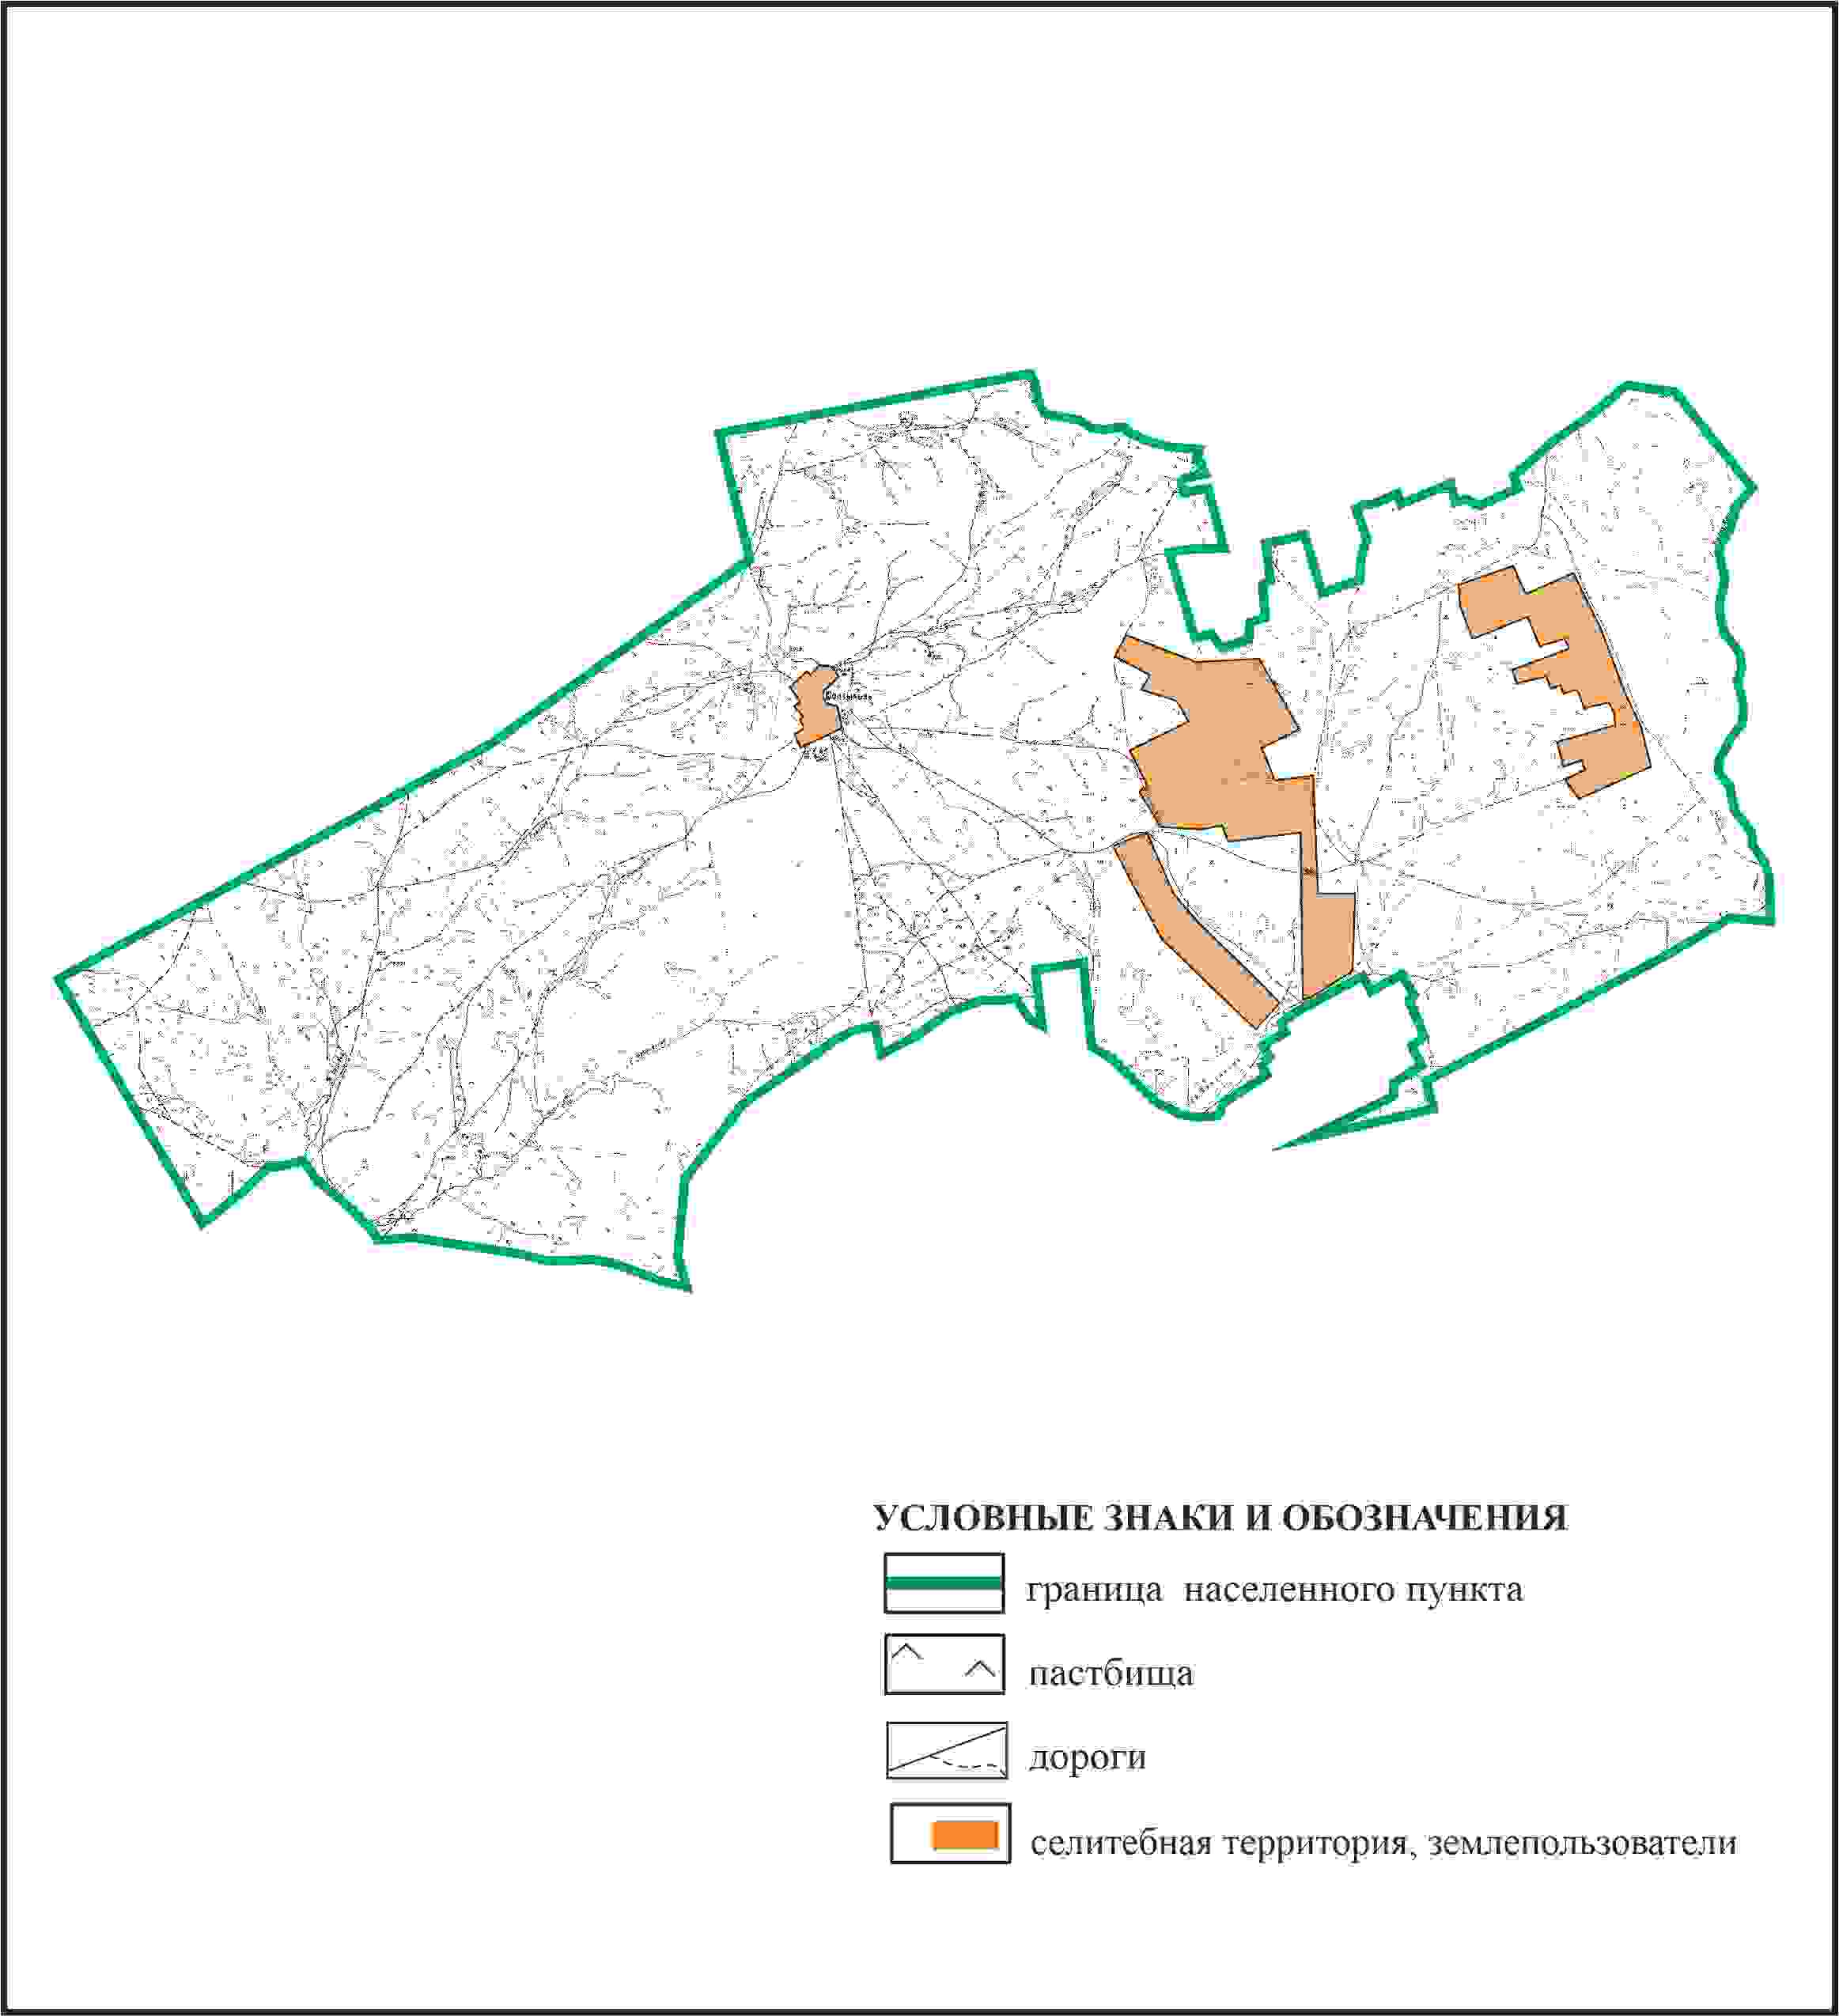 УСЛОВНЫЕ ЗНАКИ И ОБОЗНАЧЕНИЯ
граница населенного пункта
пастбища
дороги
селитебная территория, землепользователи